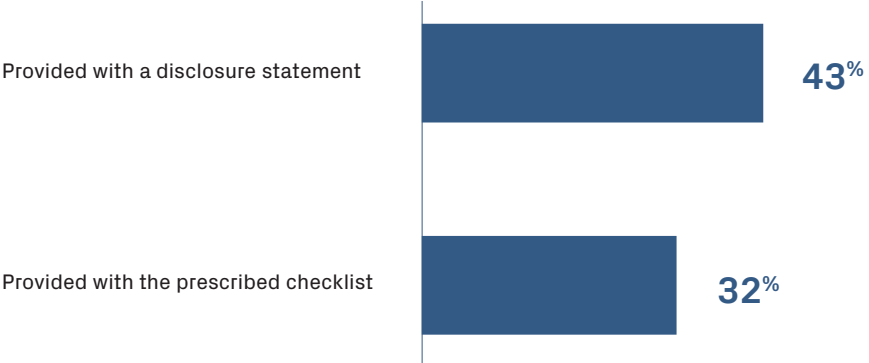 Provided with a disclosure statement
43%
Provided with the prescribed checklist
32%